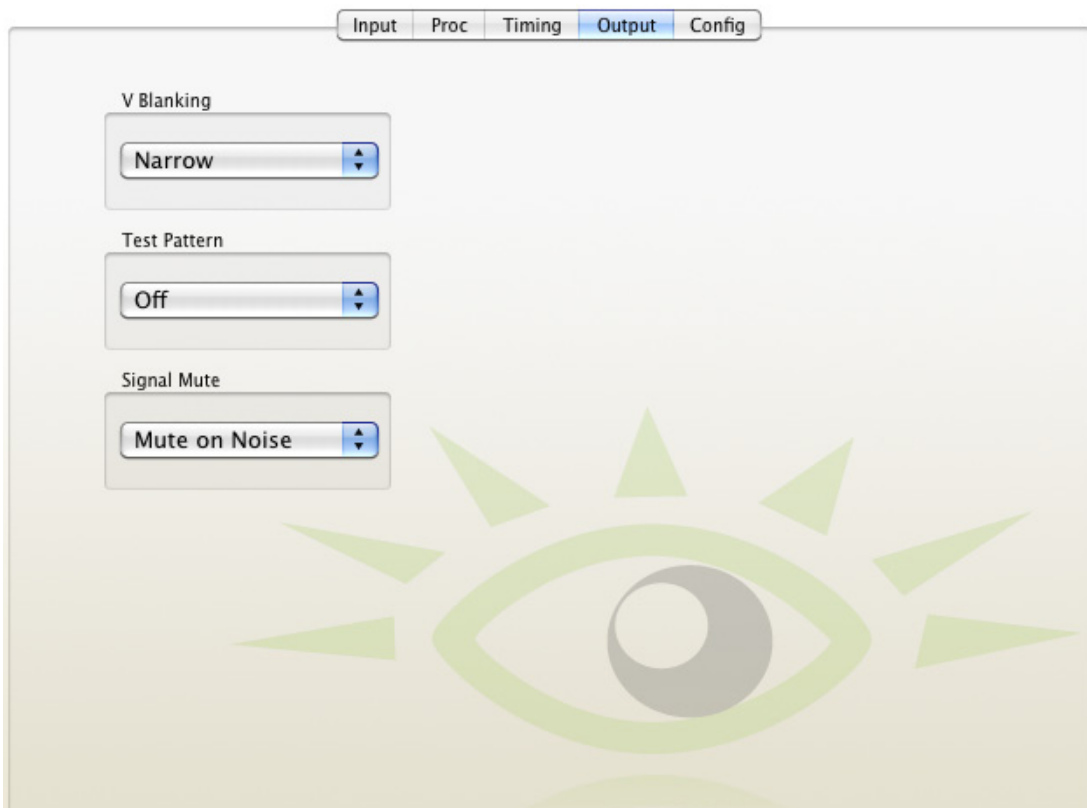 Input Proc Timing Output Config
V Blanking
Narrow
Test Pattern
Off
Signal Mute
Mute on Noise